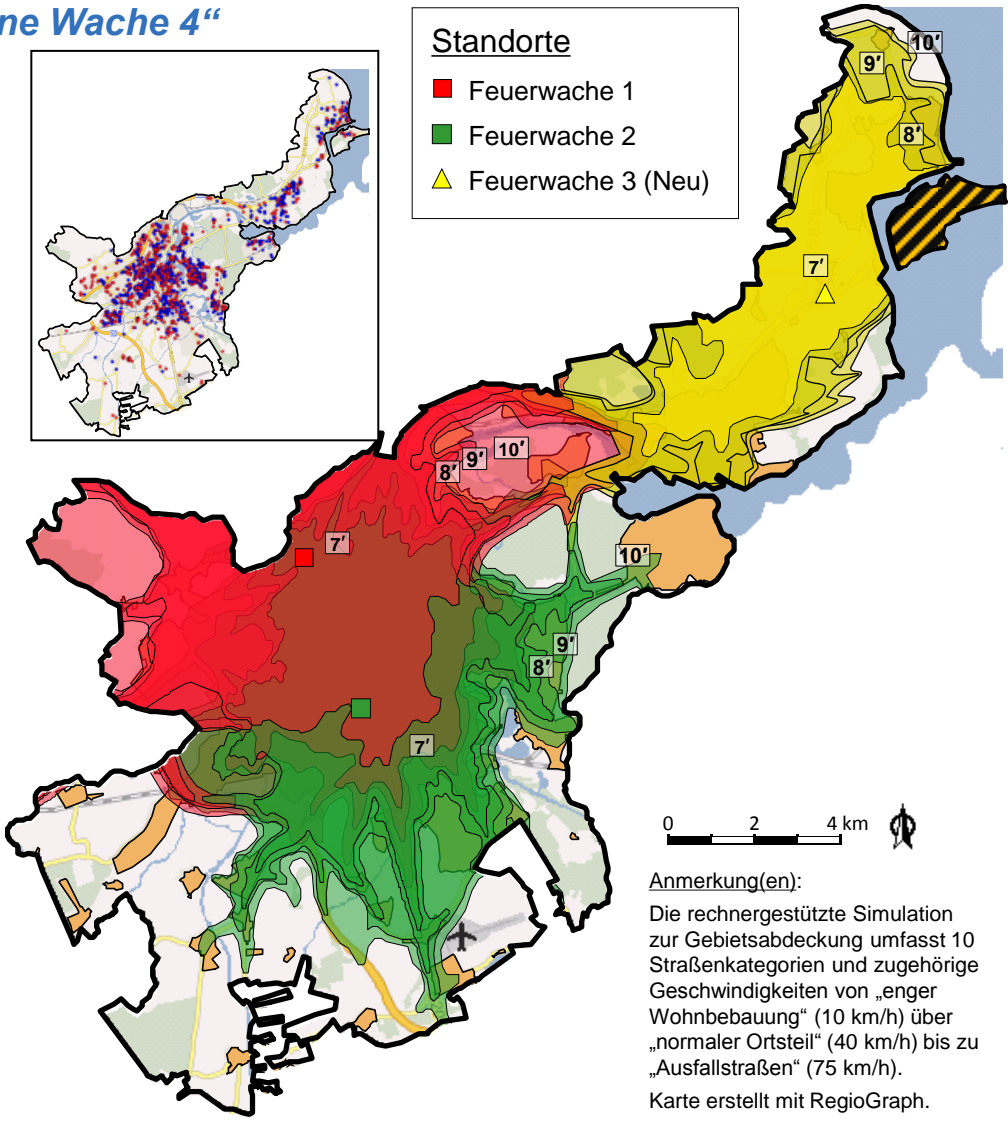 ne Wache 4“
Standorte
Feuerwache 1
Feuerwache 2
Feuerwache 3 (Neu)
10′
9′
8′
7′
10′
9′
8′
7′
10′
9′
8′
7′
0 2 4 km
Anmerkung(en):
Die rechnergestützte Simulation
zur Gebietsabdeckung umfasst 10
Straßenkategorien und zugehörige
Geschwindigkeiten von „enger
Wohnbebauung“ (10 km/h) über
„normaler Ortsteil“ (40 km/h) bis zu
„Ausfallstraßen“ (75 km/h).
Karte erstellt mit RegioGraph.